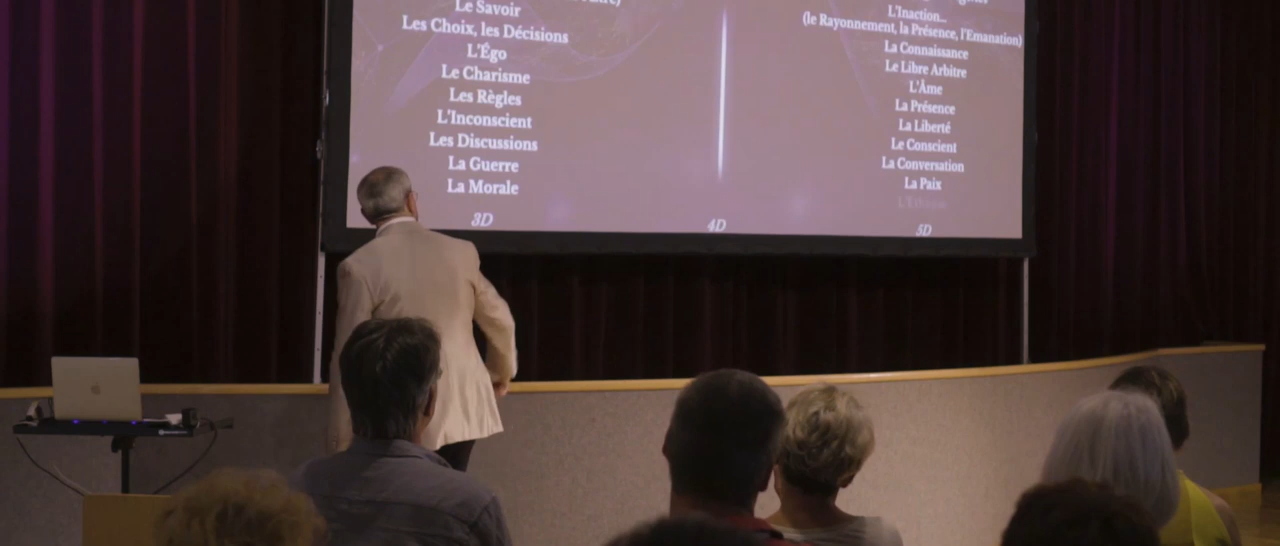 Le Savoir
Les Choix, les Décisions
L'Égo
Le Charisme
Les Règles
L'Inconscient
Les Discussions
La Guerre
La Morale
3D
4D
L'Inaction...
(le Rayonnement, la Présence, l'Emanation)
La Connaissance
Le Libre Arbitre
L'Âme
La Présence
La Liberté
Le Conscient
La Conversation
La Paix
5D